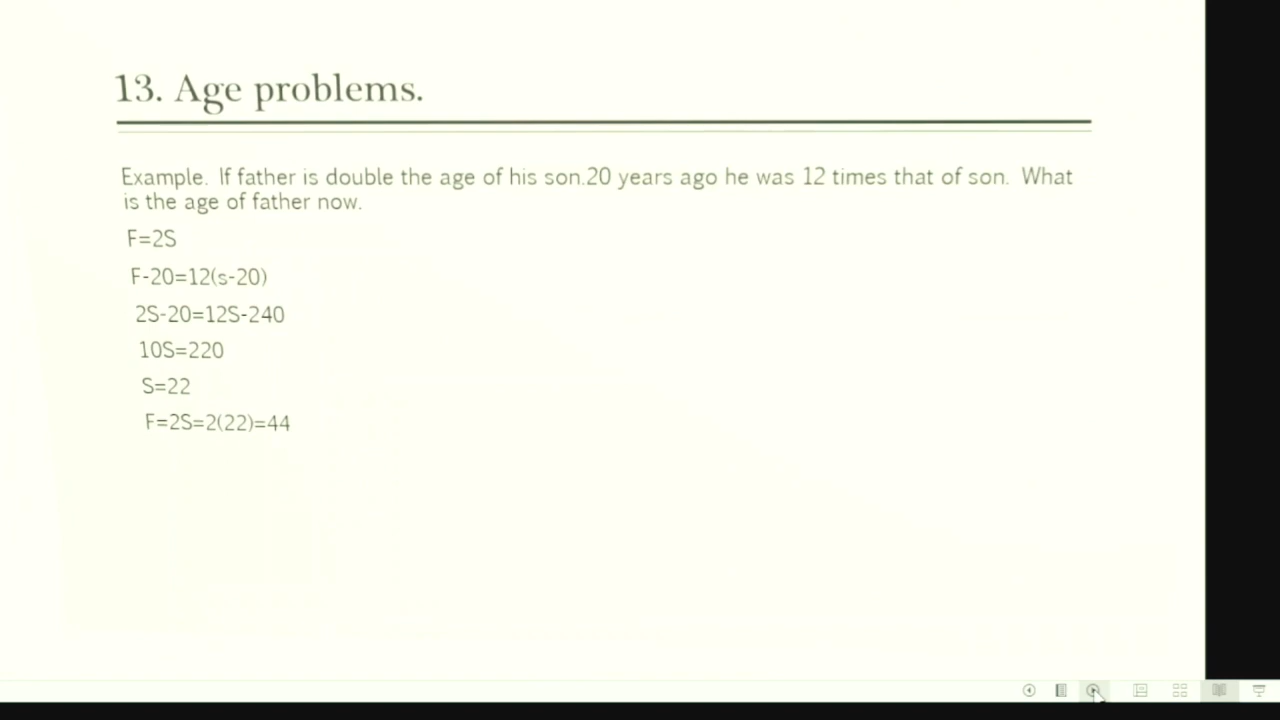 13. Age problems.
Example. If father is double the age of his son.20 years ago he was 12 times that of son. What
is the age of father now.
F=2S
F-20=12(s-20)
2S-20=12S-240
10S=220
S=22
F=2S=2(22)=44